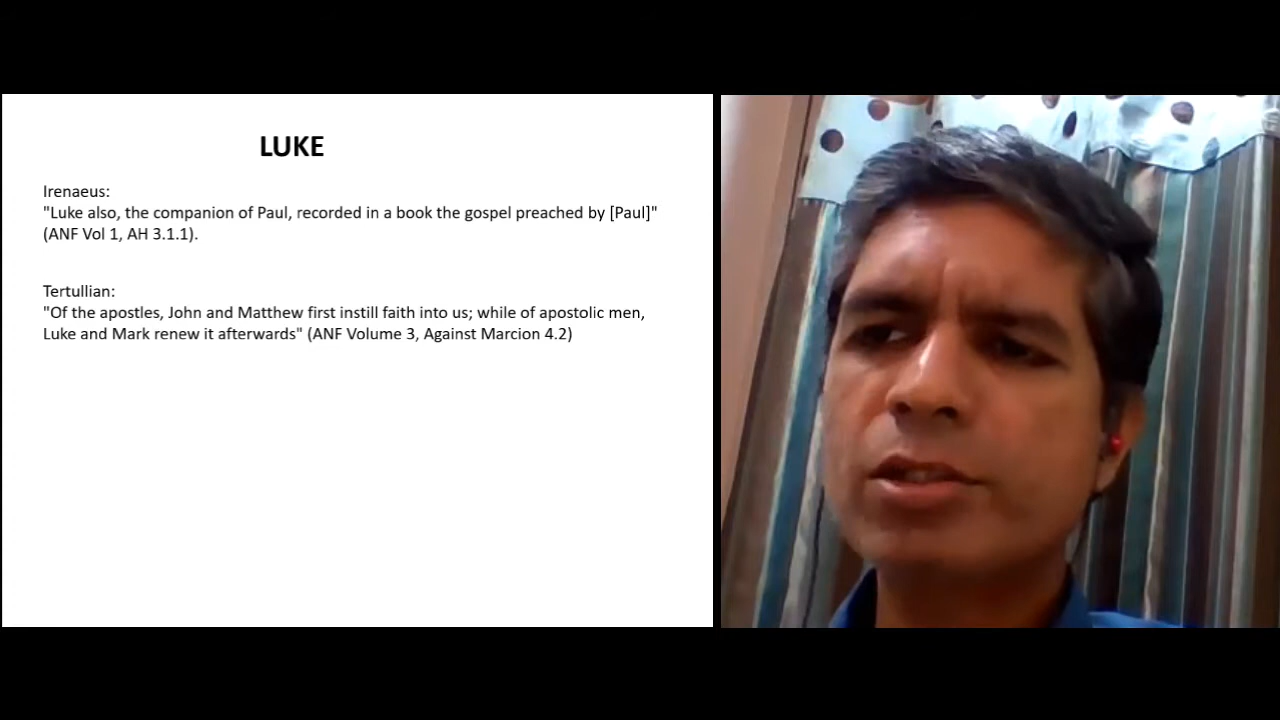 LUKE
Irenaeus:
"Luke also, the companion of Paul, recorded in a book the gospel preached by [Paul]"
(ANF Vol 1, AH 3.1.1).
Tertullian:
"Of the apostles, John and Matthew first instill faith into us; while of apostolic men,
Luke and Mark renew it afterwards" (ANF Volume 3, Against Marcion 4.2)